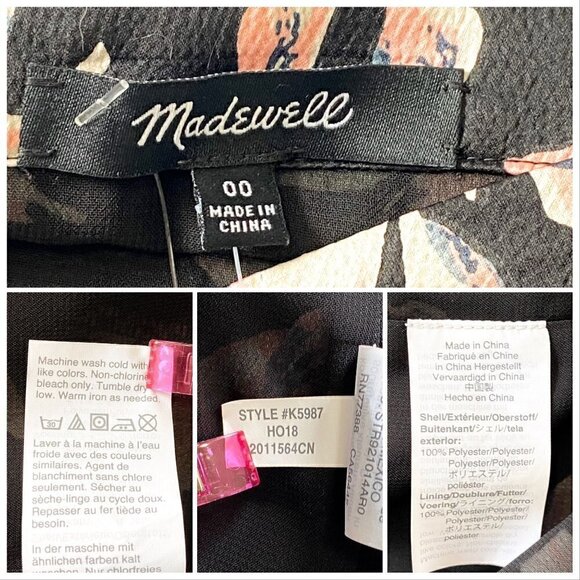 Madewell
00
MADE IN
CHINA
Machine wash cold with
like colors. Non-chlorine
bleach only. Tumble dry
low. Warm iron as needed.
30
Laver à la machine à l'eau
froide avec des couleurs
similaires. Agent de
blanchiment sans chlore
seulement. Sécher au
sèche-linge au cycle doux.
Repasser au fer tiède ou
In der maschine mit
ähnlichen farben kalt
waschen. Nur chlorfreies
STYLE #K5987
HO18
2011564CN
Made in China
Fabriqué en Chine
in China Hergestellt
Vervaardigd in China
中国製
Hecho en China
Shell/Extérieur/Oberstoff/
Buitenkant/シェル/tela
exterior:
100% Polyester/Polyester/
Polyester/Polyester/
ポリエステル/
poliéster
Lining/Doublure/Futter/
Voering/ライニング/forro:
100% Polyester/Polyester/
Polyester/Polyester/
ポリエステル/
poliéster